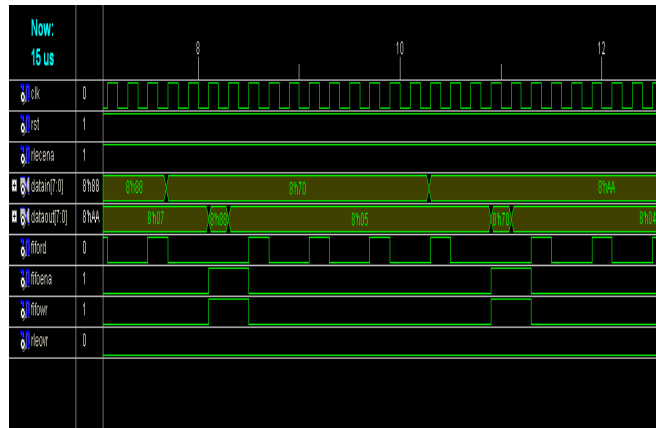 Now:
15 us
8 10 12
clk 0
rst 1
rlecena 1
datain[7:0] 8'h88 8'h88 8'h70 8'hAA
dataout[7:0] 8'hAA 8'h07 8'h88 8'h05 8'h70 8'h04
fiford 0
fifoena 1
fifowr 1
rleovr 0